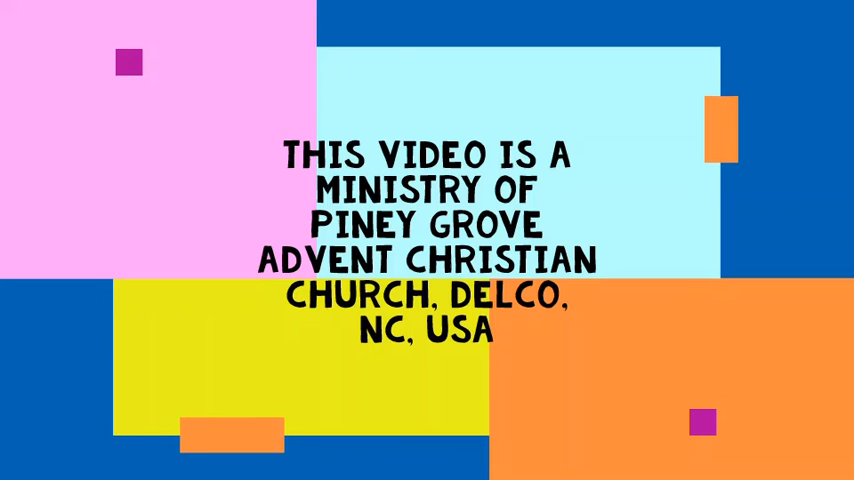 THIS VIDEO IS A
MINISTRY OF
PINEY GROVE
ADVENT CHRISTIAN
CHURCH, DELCO,
NC, USA